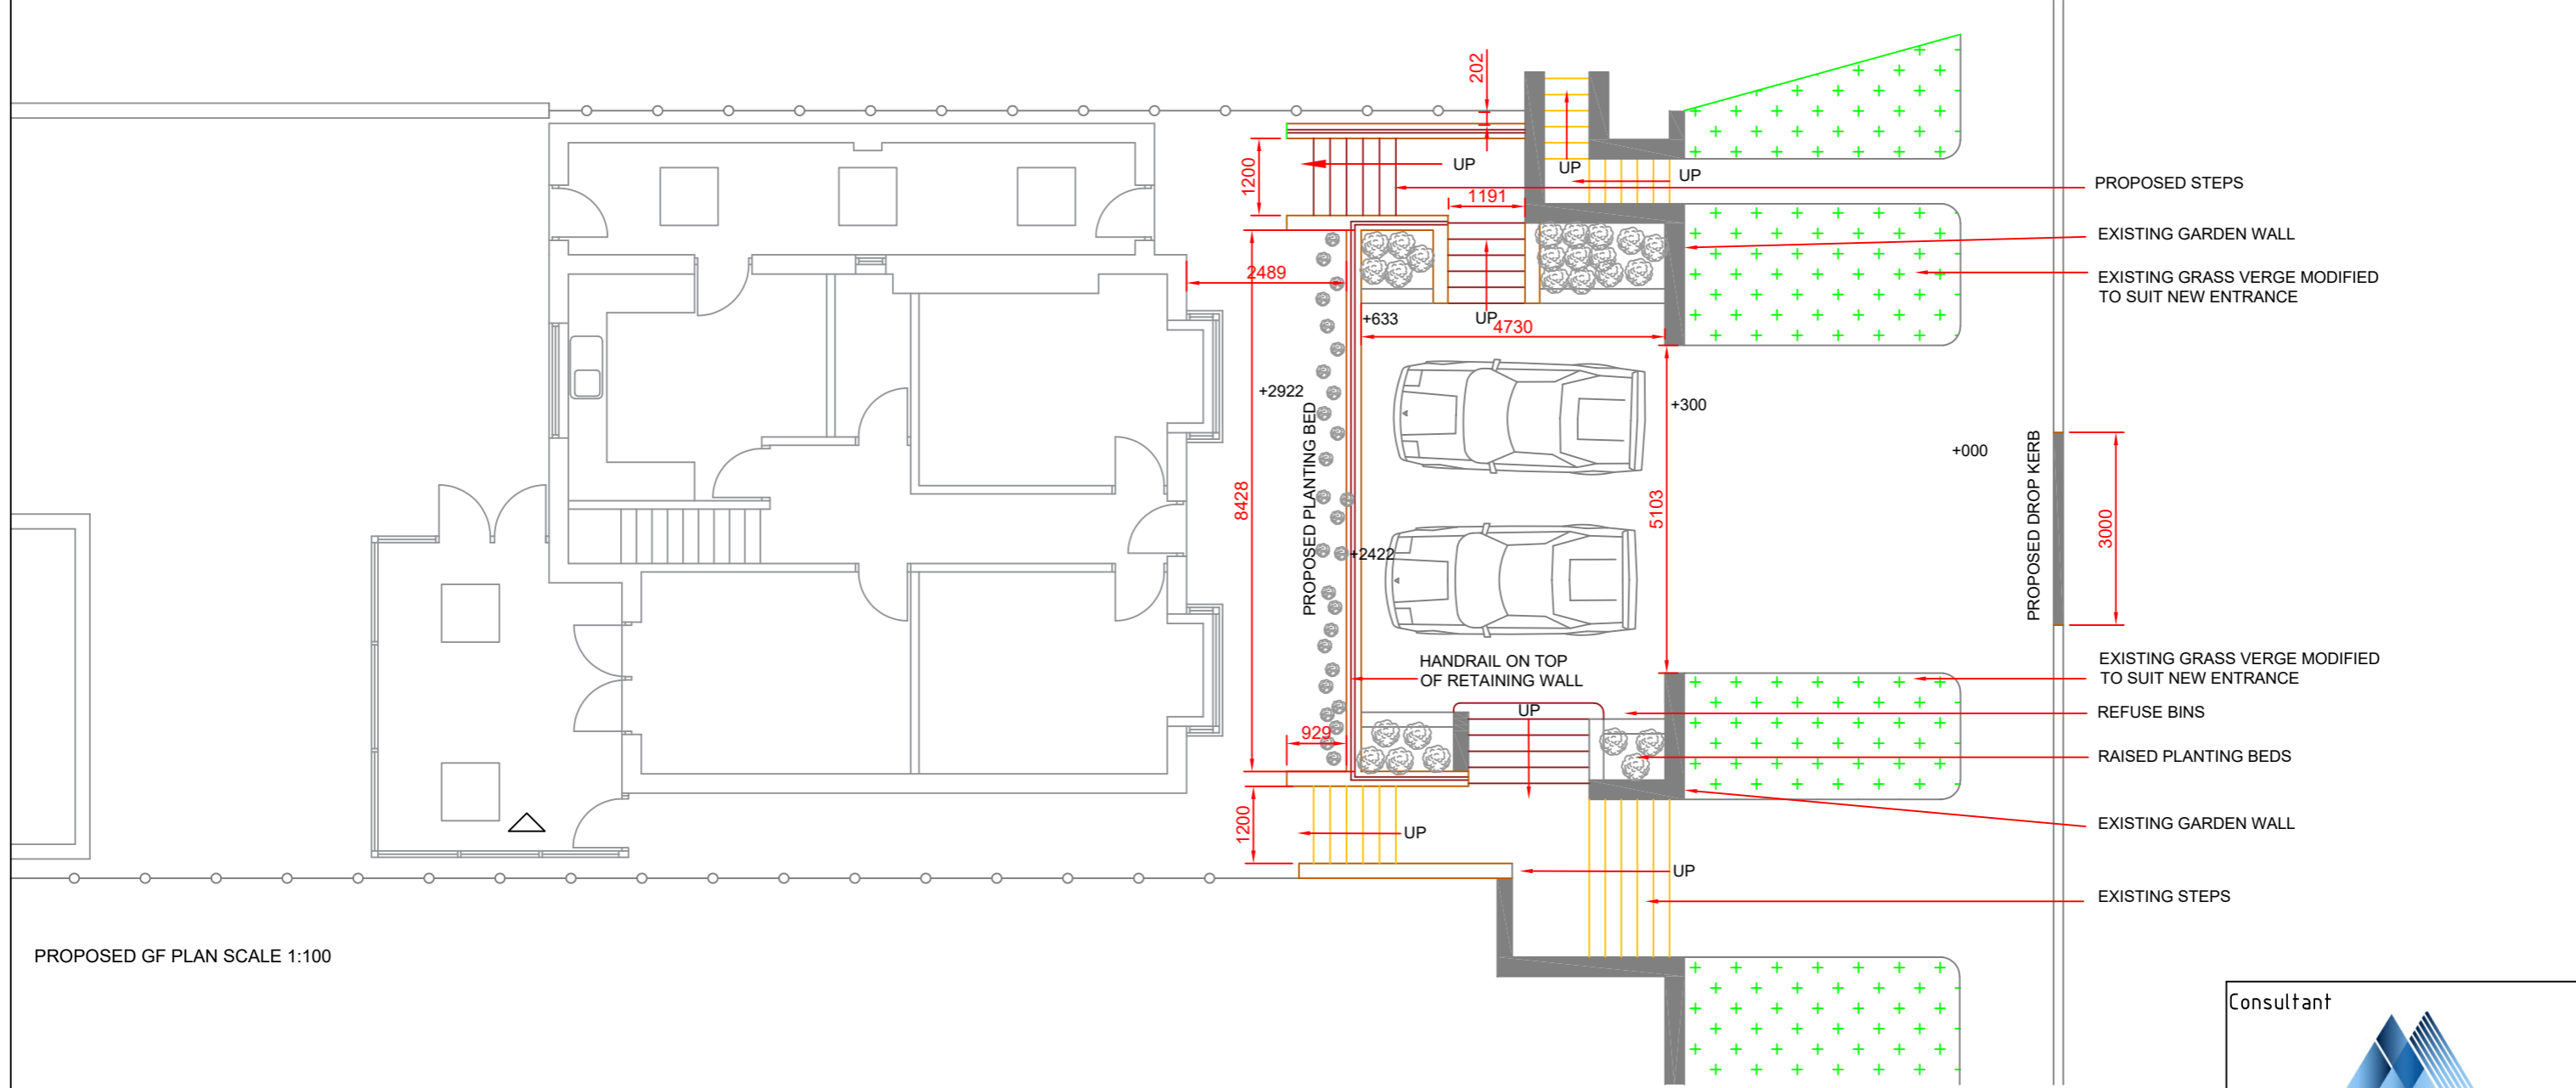 202
1200
UP
UP
UP
1191
PROPOSED STEPS
EXISTING GARDEN WALL
EXISTING GRASS VERGE MODIFIED
TO SUIT NEW ENTRANCE
2489
+633
UP
4730
+2922
PROPOSED PLANTING BED
+300
+000
8428
+2422
5103
PROPOSED DROP KERB
3000
HANDRAIL ON TOP
OF RETAINING WALL
EXISTING GRASS VERGE MODIFIED
TO SUIT NEW ENTRANCE
UP
REFUSE BINS
929
RAISED PLANTING BEDS
1200
UP
EXISTING GARDEN WALL
UP
EXISTING STEPS
PROPOSED GF PLAN SCALE 1:100
Consultant